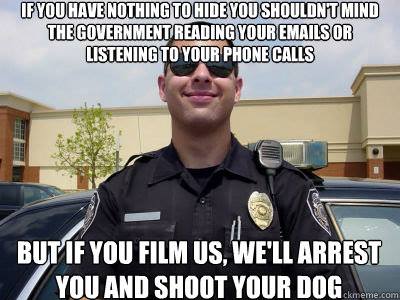 IF YOU HAVE NOTHING TO HIDE YOU SHOULDN'T MIND
THE GOVERNMENT READING YOUR EMAILS OR
LISTENING TO YOUR PHONE CALLS
BUT IF YOU FILM US, WE'LL ARREST
YOU AND SHOOT YOUR DOG
ckmeme.com